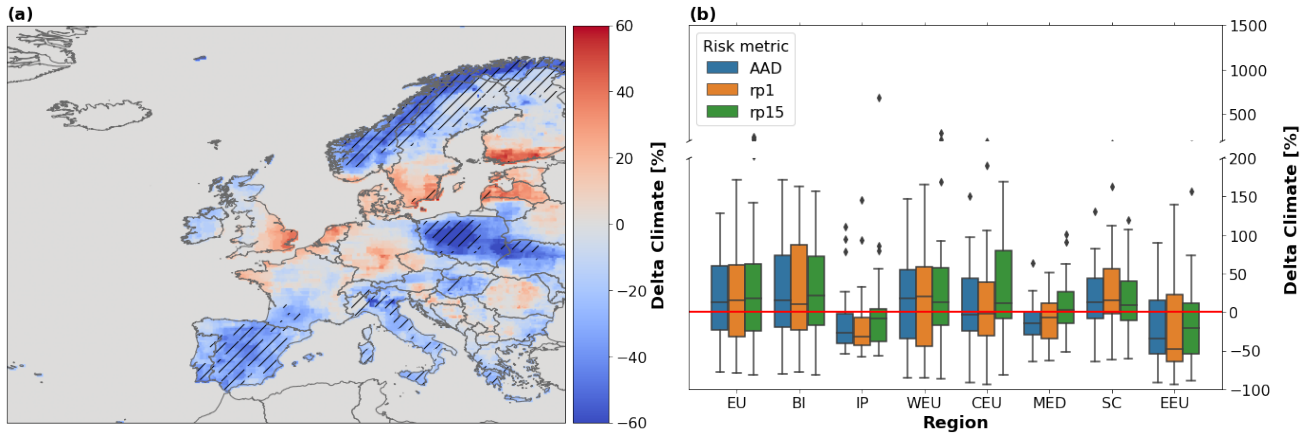 (a)
60
40
20
0
−20
−40
−60
Delta Climate [%]
(b)
Risk metric
AAD
rp1
rp15
1500
1000
500
200
150
100
50
0
−50
−100
Delta Climate [%]
EU BI IP WEU CEU MED SC EEU
Region